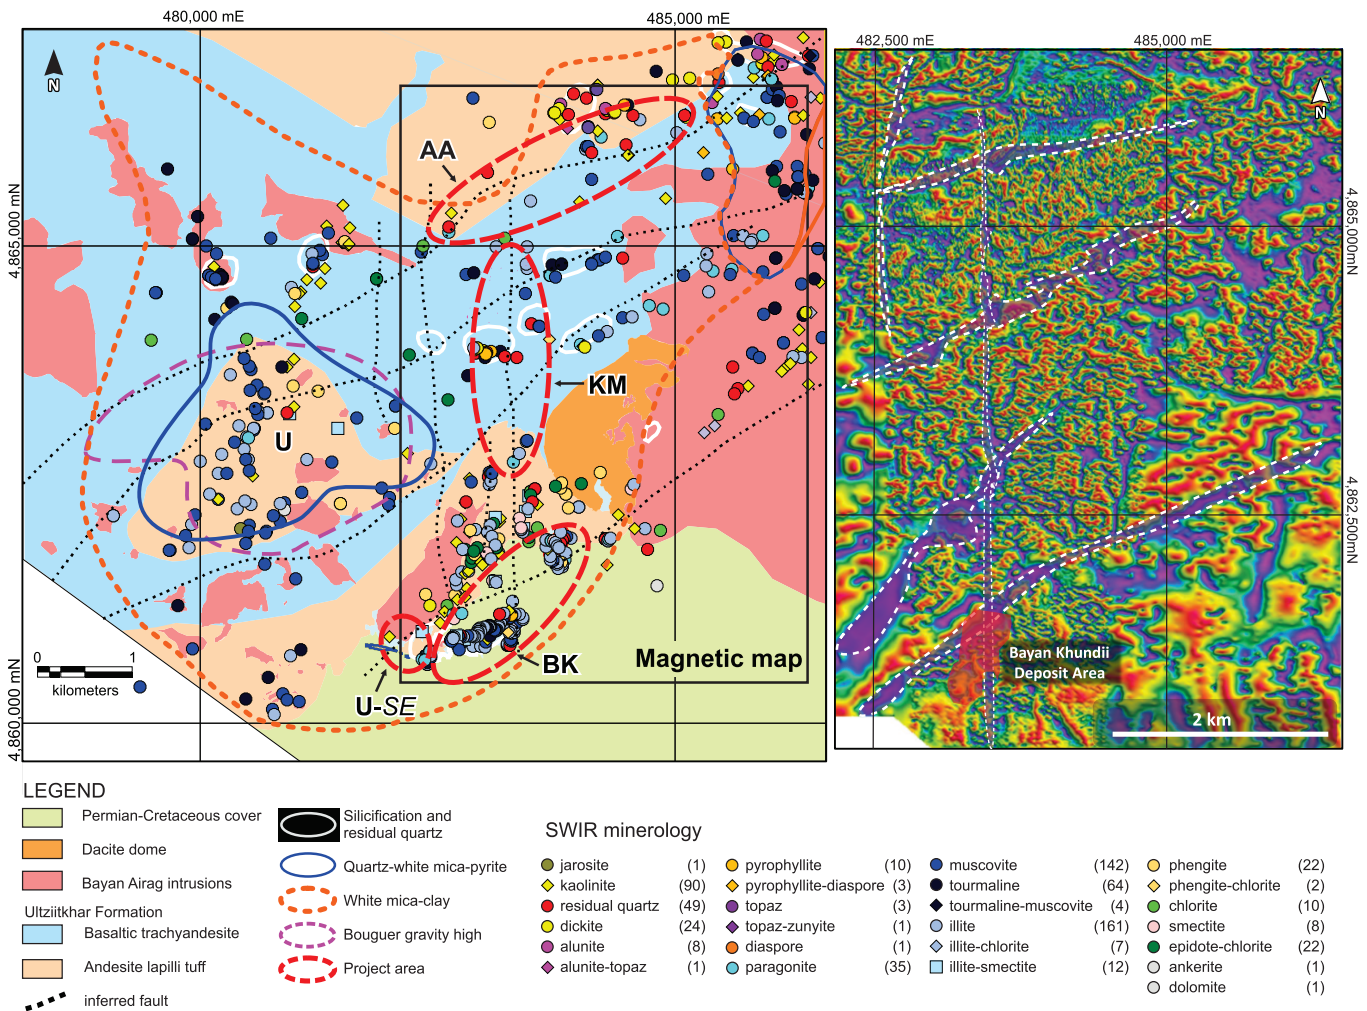 480,000 mE
485,000 mE
482,500 mE
485,000 mE
N
N
4,865,000 mN
4,860,000 mN
4,865,000mN
4,862,500mN
AA
KM
U
BK
U-SE
Magnetic map
0 1
kilometers
Bayan Khundii
Deposit Area
2 km
LEGEND
Permian-Cretaceous cover
Dacite dome
Bayan Airag intrusions
Ultziitkhar Formation
Basaltic trachyandesite
Andesite lapilli tuff
inferred fault
Silicification and
residual quartz
Quartz-white mica-pyrite
White mica-clay
Bouguer gravity high
Project area
SWIR minerology
jarosite (1)
kaolinite (90)
residual quartz (49)
dickite (24)
alunite (8)
alunite-topaz (1)
pyrophyllite (10)
pyrophyllite-diaspore (3)
topaz (3)
topaz-zunyite (1)
diaspore (1)
paragonite (35)
muscovite (142)
tourmaline (64)
tourmaline-muscovite (4)
illite (161)
illite-chlorite (7)
illite-smectite (12)
phengite (22)
phengite-chlorite (2)
chlorite (10)
smectite (8)
epidote-chlorite (22)
ankerite (1)
dolomite (1)